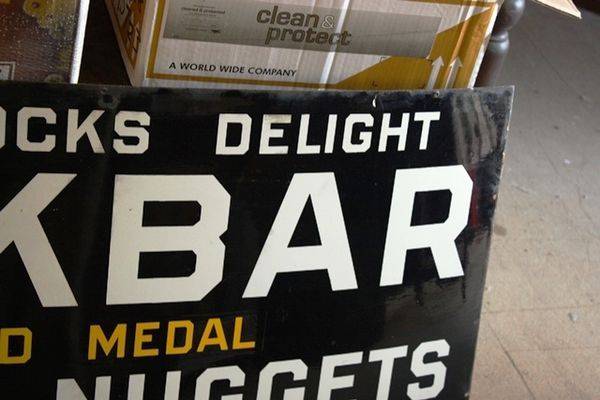 clean &
protect
A WORLD WIDE COMPANY
OCKS DELIGHT
KBAR
D MEDAL
NUGGETS